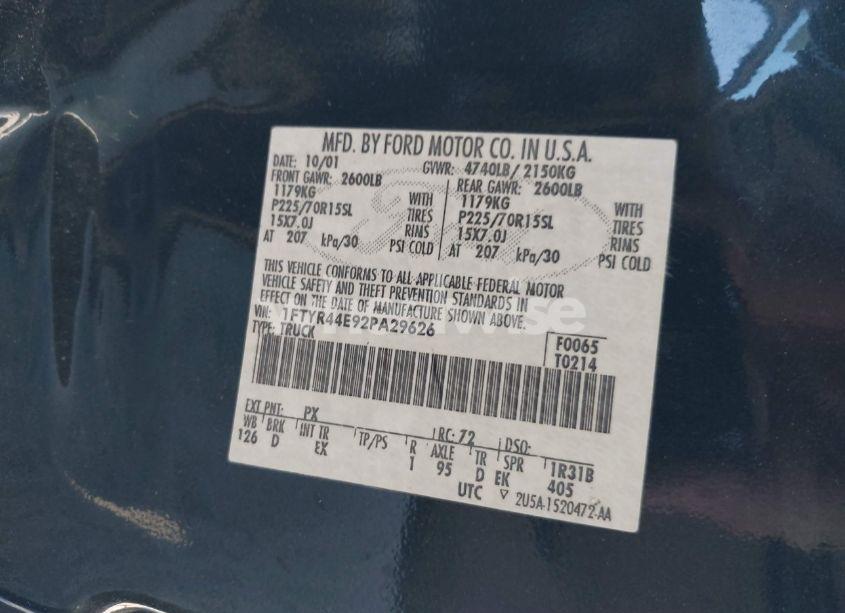 MFD. BY FORD MOTOR CO. IN U.S.A.
DATE: 10/01 GVWR: 4740LB/ 2150KG
FRONT GAWR: 2600LB REAR GAWR: 2600LB
1179KG WITH 1179KG WITH
P225/70R15SL TIRES P225/70R15SL TIRES
15X7.0J RIMS 15X7.0J RIMS
AT 207 kPa/30 PSI COLD AT 207 kPa/30 PSI COLD
THIS VEHICLE CONFORMS TO ALL APPLICABLE FEDERAL MOTOR
VEHICLE SAFETY AND THEFT PREVENTION STANDARDS IN
EFFECT ON THE DATE OF MANUFACTURE SHOWN ABOVE.
VIN: 1FTYR44E92PA29626
TYPE: TRUCK
F0065
T0214
EXT PNT: PX RC: 72 DSO:
WB BRK INT TR TP/PS R AXLE TR SPR 1R31B
126 D EX 1 95 D EK 405
UTC ▽ 2U5A-1520472-AA